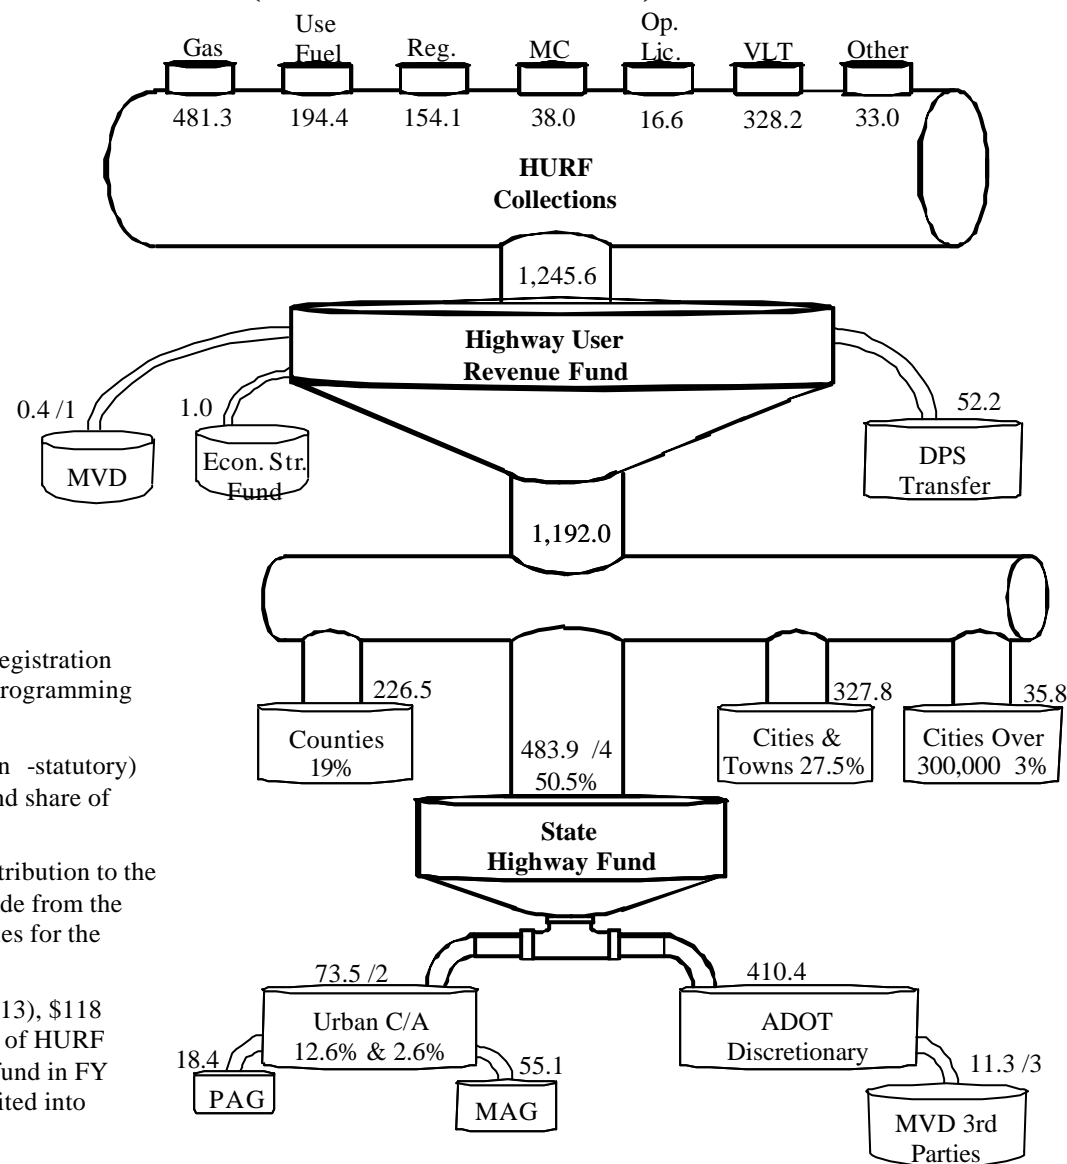 Gas
Use
Fuel
Reg.
MC
Op.
Lic.
VLT
Other
481.3
194.4
154.1
38.0
16.6
328.2
33.0
HURF
Collections
1,245.6
Highway User
Revenue Fund
0.4 /1
MVD
1.0
Econ. Str.
Fund
52.2
DPS
Transfer
1,192.0
egistration
rogramming
n -statutory)
nd share of
tribution to the
de from the
es for the
13), $118
of HURF
fund in FY
ited into
226.5
Counties
19%
483.9 /4
50.5%
327.8
Cities &
Towns 27.5%
35.8
Cities Over
300,000 3%
State
Highway Fund
73.5 /2
Urban C/A
12.6% & 2.6%
18.4
PAG
55.1
MAG
410.4
ADOT
Discretionary
11.3 /3
MVD 3rd
Parties